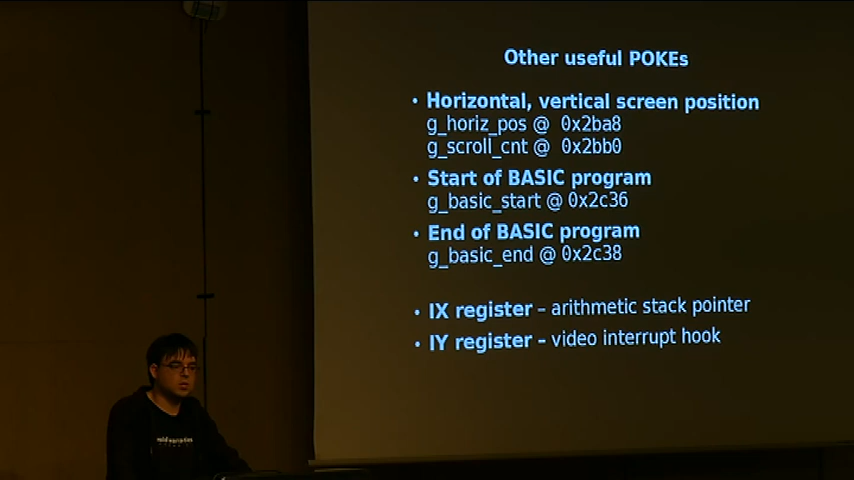 Other useful POKEs
• Horizontal, vertical screen position
g_horiz_pos @ 0x2ba8
g_scroll_cnt @ 0x2bb0
• Start of BASIC program
g_basic_start @ 0x2c36
• End of BASIC program
g_basic_end @ 0x2c38
• IX register – arithmetic stack pointer
• IY register – video interrupt hook